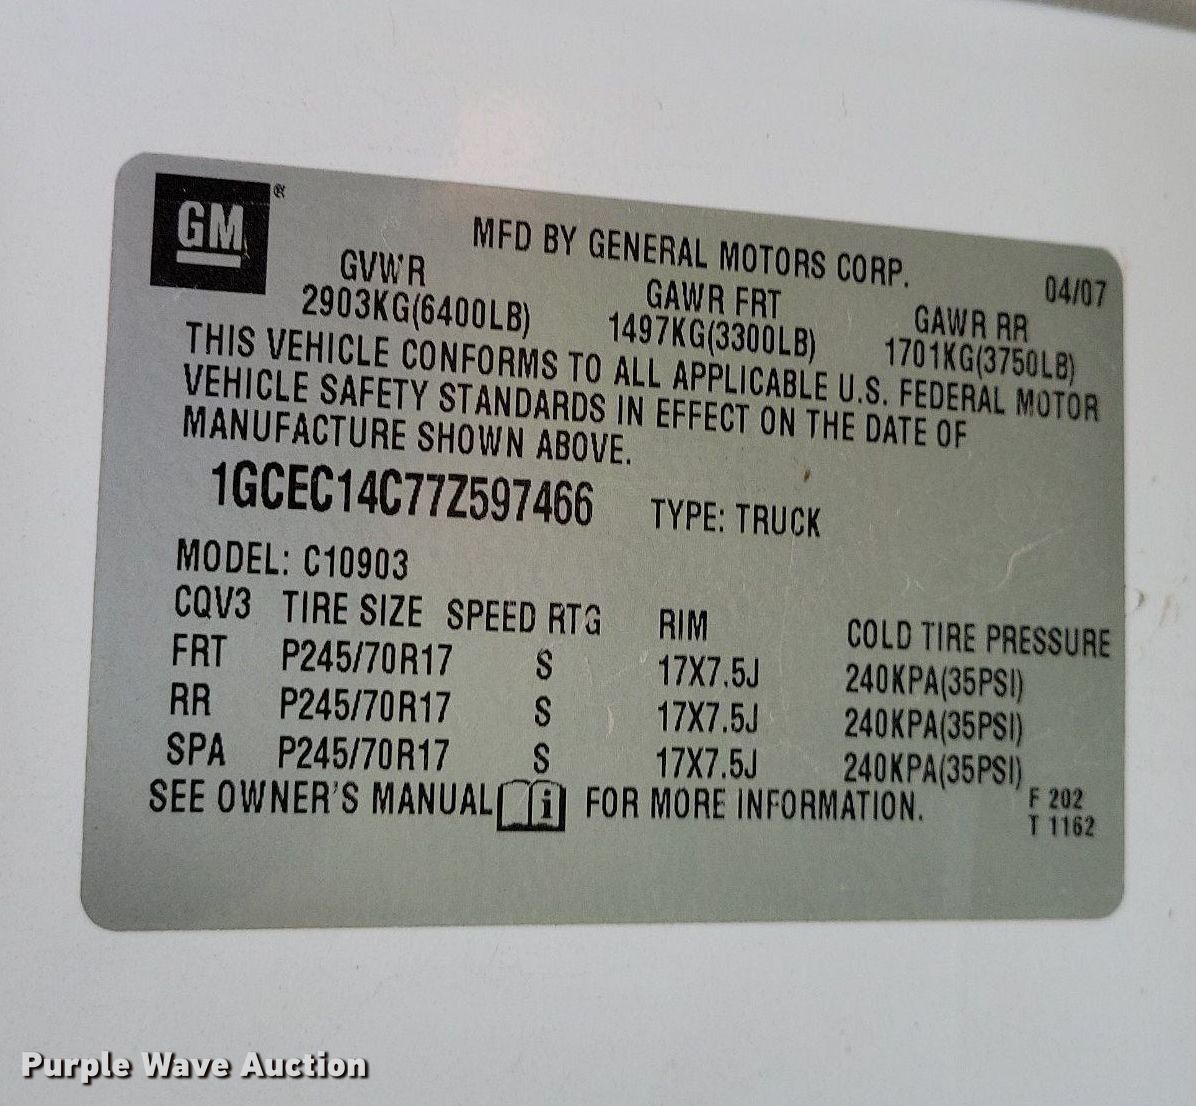 GM ®
MFD BY GENERAL MOTORS CORP.
04/07
GVWR GAWR FRT GAWR RR
2903KG(6400LB) 1497KG(3300LB) 1701KG(3750LB)
THIS VEHICLE CONFORMS TO ALL APPLICABLE U.S. FEDERAL MOTOR
VEHICLE SAFETY STANDARDS IN EFFECT ON THE DATE OF
MANUFACTURE SHOWN ABOVE.
1GCEC14C77Z597466 TYPE: TRUCK
MODEL: C10903
CQV3 TIRE SIZE SPEED RTG RIM COLD TIRE PRESSURE
FRT P245/70R17 S 17X7.5J 240KPA(35PSI)
RR P245/70R17 S 17X7.5J 240KPA(35PSI)
SPA P245/70R17 S 17X7.5J 240KPA(35PSI)
SEE OWNER'S MANUAL i FOR MORE INFORMATION.
F 202
T 1162
Purple Wave Auction